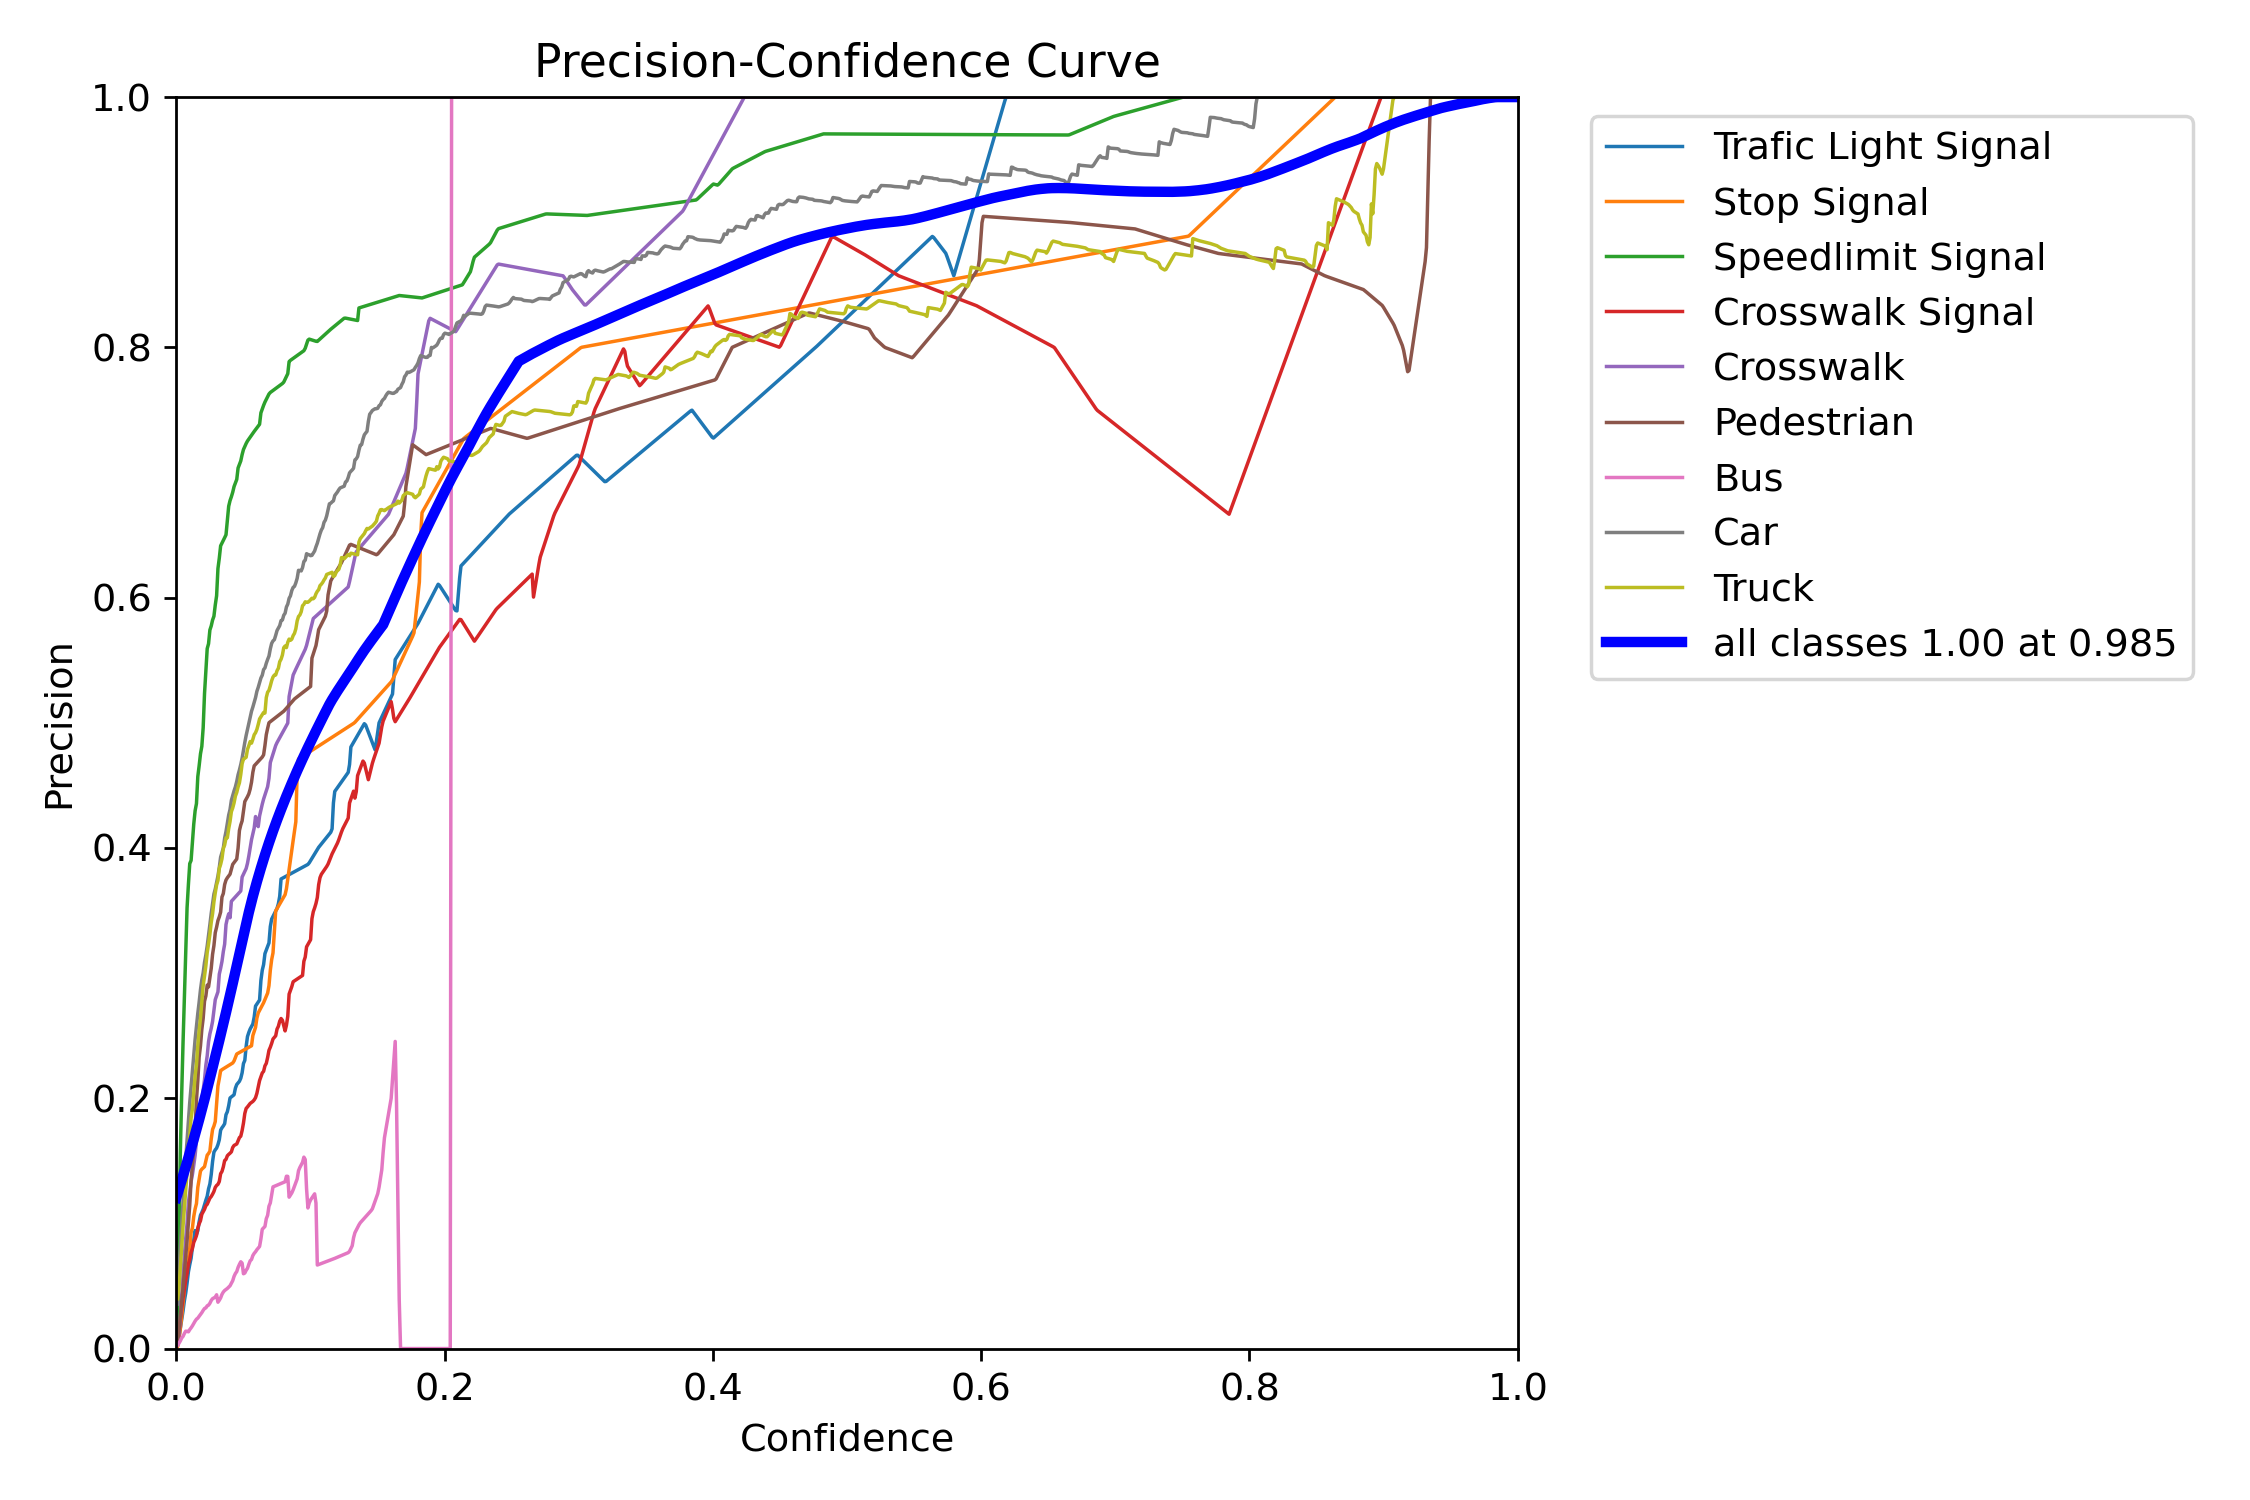 Precision-Confidence Curve
1.0
0.8
0.6
0.4
0.2
0.0
Precision
0.0 0.2 0.4 0.6 0.8 1.0
Confidence
Trafic Light Signal
Stop Signal
Speedlimit Signal
Crosswalk Signal
Crosswalk
Pedestrian
Bus
Car
Truck
all classes 1.00 at 0.985